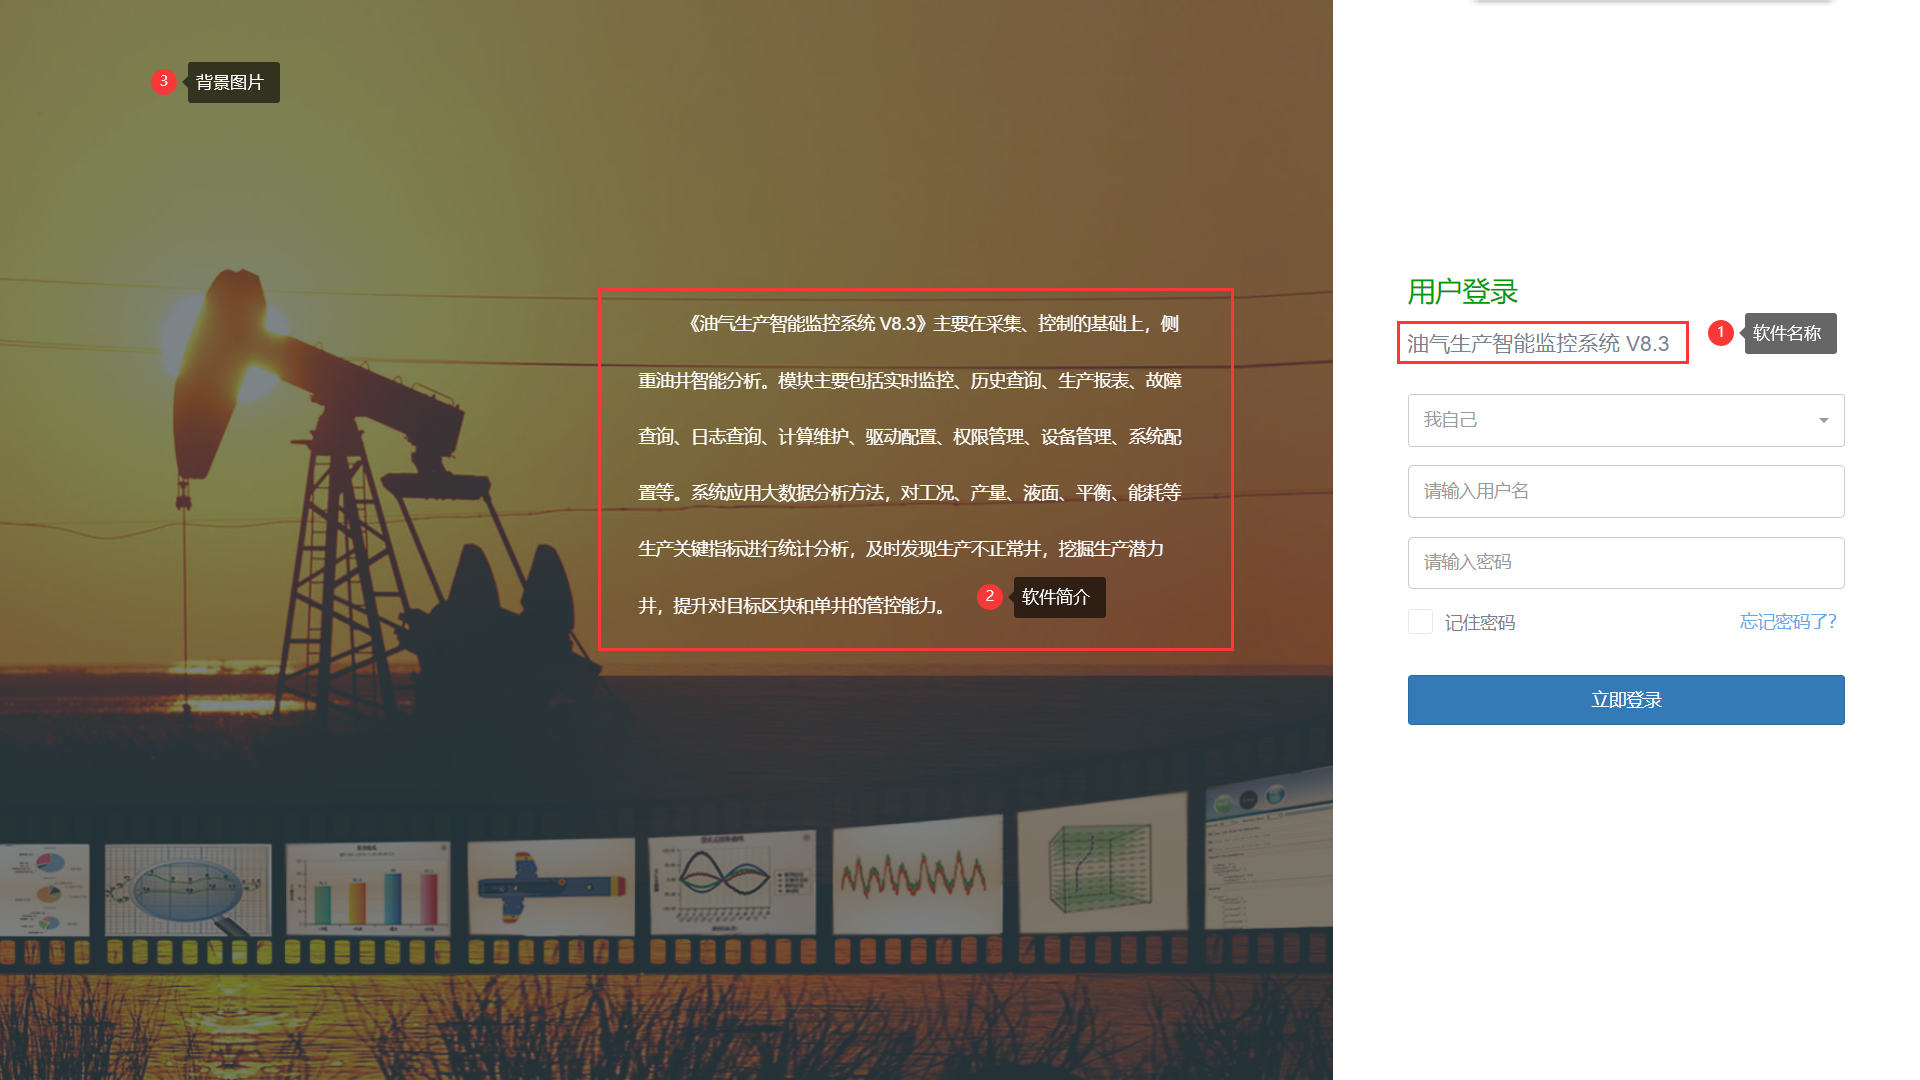 3 背景图片
《油气生产智能监控系统 V8.3》主要在采集、控制的基础上，侧
重油井智能分析。模块主要包括实时监控、历史查询、生产报表、故障
查询、日志查询、计算维护、驱动配置、权限管理、设备管理、系统配
置等。系统应用大数据分析方法，对工况、产量、液面、平衡、能耗等
生产关键指标进行统计分析，及时发现生产不正常井，挖掘生产潜力
井，提升对目标区块和单井的管控能力。
2 软件简介
用户登录
油气生产智能监控系统 V8.3
1 软件名称
我自己
请输入用户名
请输入密码
记住密码
忘记密码了?
立即登录